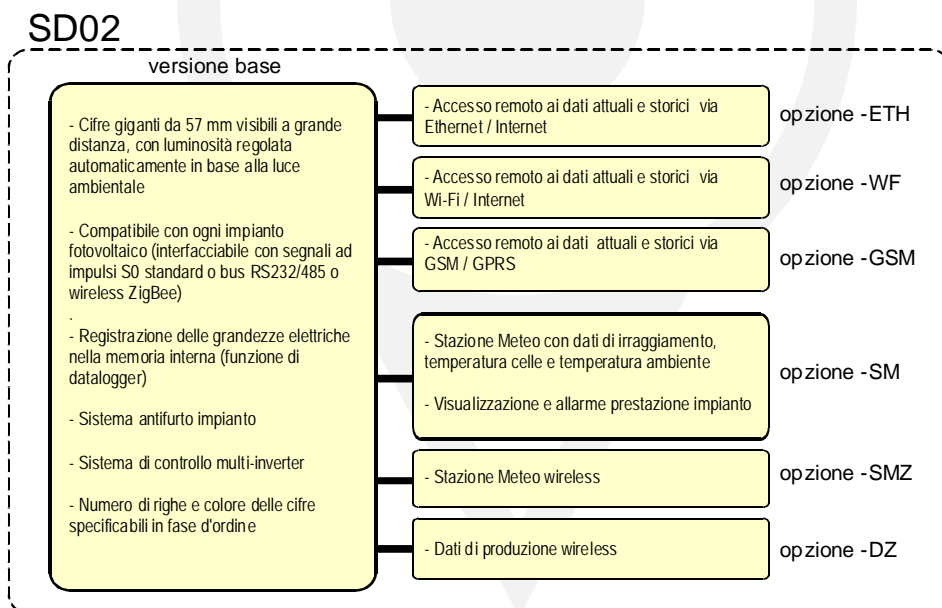 SD02
versione base
- Cifre giganti da 57 mm visibili a grande
distanza, con luminosità regolata
automaticamente in base alla luce
ambientale
- Compatibile con ogni impianto
fotovoltaico (interfacciabile con segnali ad
impulsi S0 standard o bus RS232/485 o
wireless ZigBee)
.
- Registrazione delle grandezze elettriche
nella memoria interna (funzione di
datalogger)
- Sistema antifurto impianto
- Sistema di controllo multi-inverter
- Numero di righe e colore delle cifre
specificabili in fase d'ordine
- Accesso remoto ai dati attuali e storici via
Ethernet / Internet
opzione -ETH
- Accesso remoto ai dati attuali e storici via
Wi-Fi / Internet
opzione -WF
- Accesso remoto ai dati attuali e storici via
GSM / GPRS
opzione -GSM
- Stazione Meteo con dati di irraggiamento,
temperatura celle e temperatura ambiente
- Visualizzazione e allarme prestazione impianto
opzione -SM
- Stazione Meteo wireless
opzione -SMZ
- Dati di produzione wireless
opzione -DZ